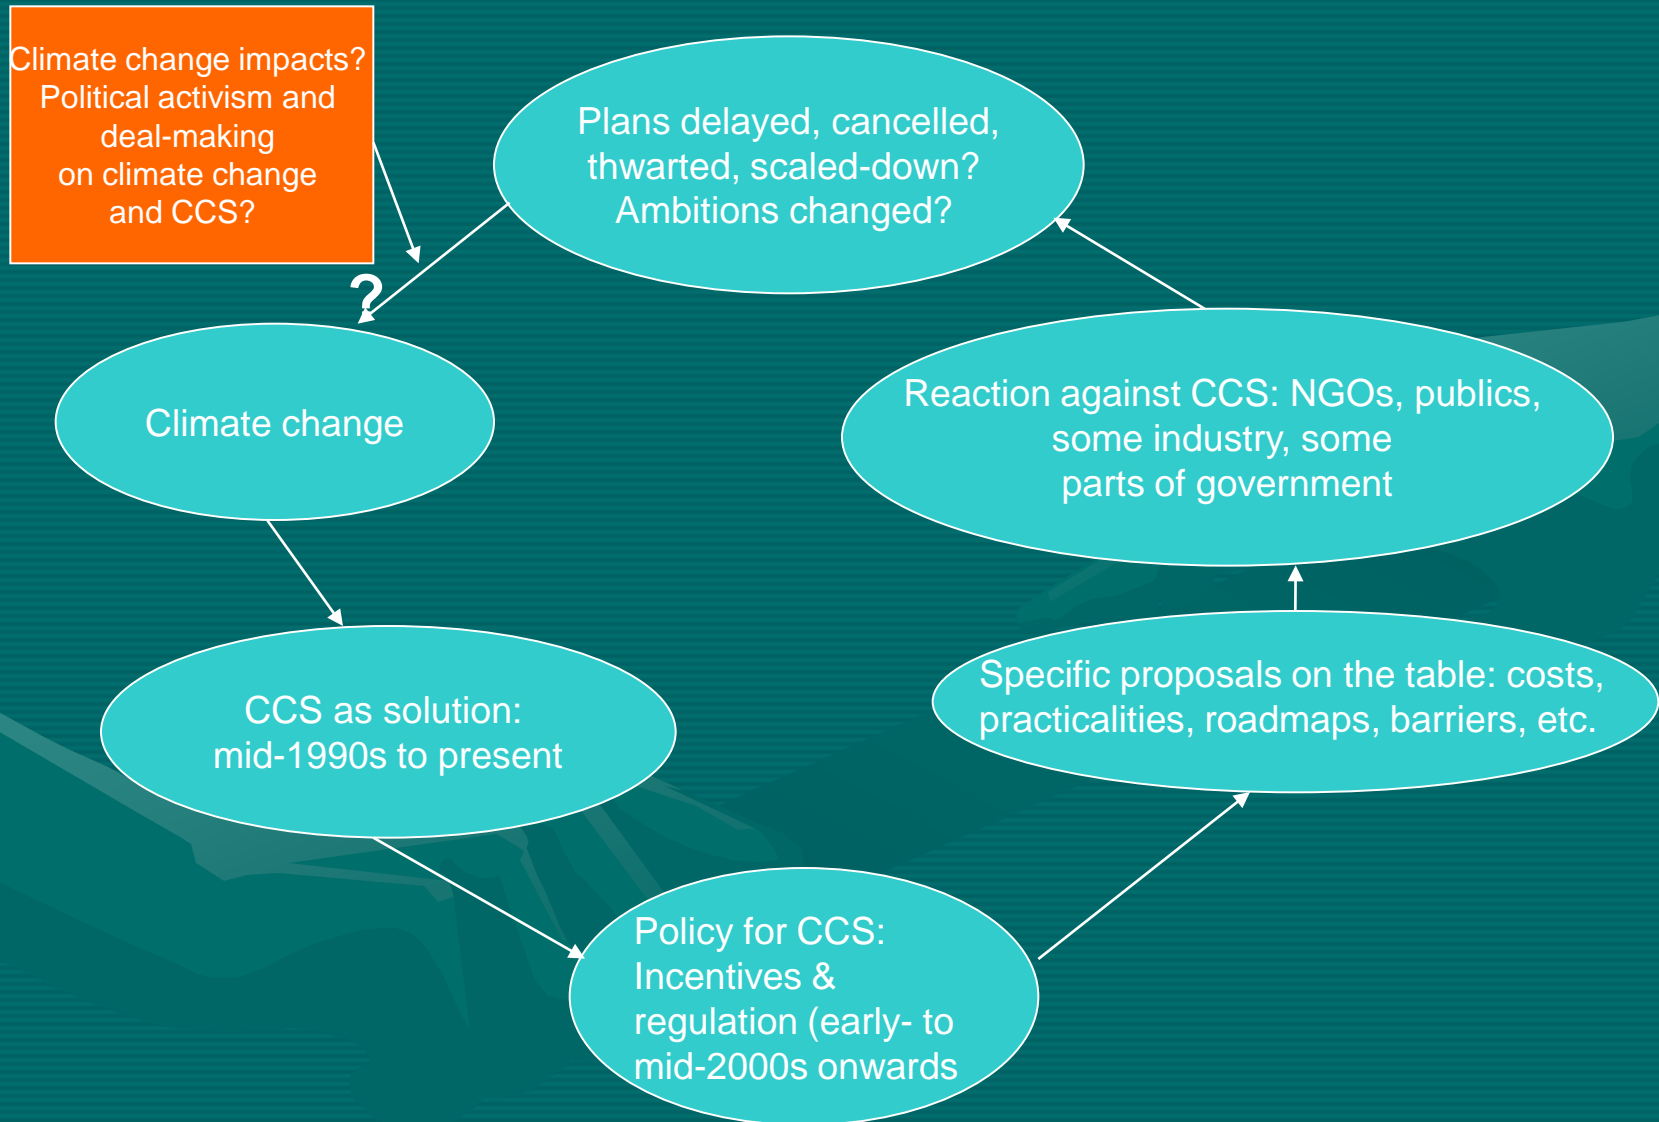 Climate change impacts?
Political activism and
deal-making
on climate change
and CCS?
Plans delayed, cancelled,
thwarted, scaled-down?
Ambitions changed?
?
Climate change
Reaction against CCS: NGOs, publics,
some industry, some
parts of government
CCS as solution:
mid-1990s to present
Specific proposals on the table: costs,
practicalities, roadmaps, barriers, etc.
Policy for CCS:
Incentives &
regulation (early- to
mid-2000s onwards